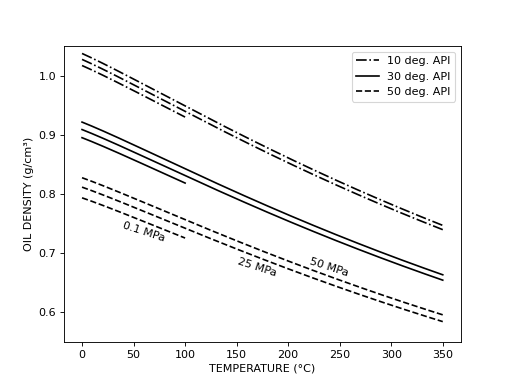 10 deg. API
30 deg. API
50 deg. API
1.0
0.9
0.8
0.7
0.6
OIL DENSITY (g/cm³)
0.1 MPa
25 MPa
50 MPa
0 50 100 150 200 250 300 350
TEMPERATURE (°C)